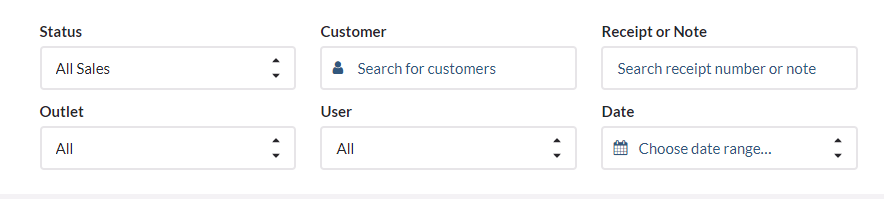 Status Customer Receipt or Note
All Sales Search for customers Search receipt number or note
Outlet User Date
All All Choose date range...